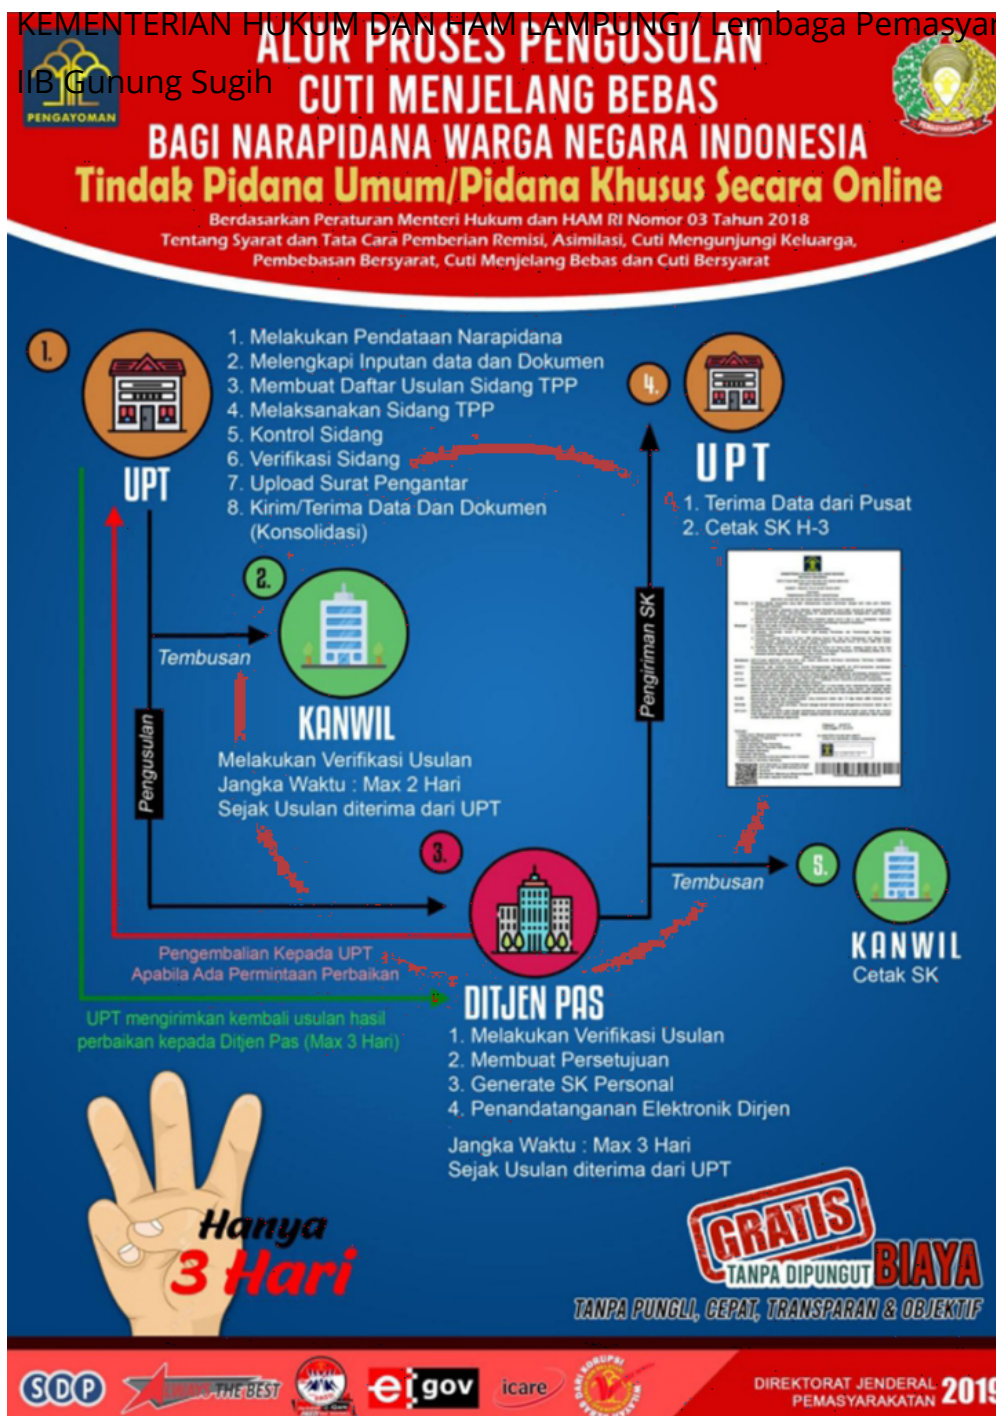 KEMENTERIAN HUKUM DAN HAM LAMPUNG / Lembaga Pemasyar
IIB Gunung Sugih
PENGAYOMAN
PEMASYARAKATAN
ALUR PROSES PENGUSULAN
CUTI MENJELANG BEBAS
BAGI NARAPIDANA WARGA NEGARA INDONESIA
Tindak Pidana Umum/Pidana Khusus Secara Online
Berdasarkan Peraturan Menteri Hukum dan HAM RI Nomor 03 Tahun 2018
Tentang Syarat dan Tata Cara Pemberian Remisi, Asimilasi, Cuti Mengunjungi Keluarga,
Pembebasan Bersyarat, Cuti Menjelang Bebas dan Cuti Bersyarat
1.
UPT
1. Melakukan Pendataan Narapidana
2. Melengkapi Inputan data dan Dokumen
3. Membuat Daftar Usulan Sidang TPP
4. Melaksanakan Sidang TPP
5. Kontrol Sidang
6. Verifikasi Sidang
7. Upload Surat Pengantar
8. Kirim/Terima Data Dan Dokumen
(Konsolidasi)
4.
UPT
1. Terima Data dari Pusat
2. Cetak SK H-3
2.
Tembusan
KANWIL
Melakukan Verifikasi Usulan
Jangka Waktu : Max 2 Hari
Sejak Usulan diterima dari UPT
Pengusulan
Pengiriman SK
3.
Tembusan
5.
KANWIL
Cetak SK
Pengembalian Kepada UPT
Apabila Ada Permintaan Perbaikan
UPT mengirimkan kembali usulan hasil
perbaikan kepada Ditjen Pas (Max 3 Hari)
DITJEN PAS
1. Melakukan Verifikasi Usulan
2. Membuat Persetujuan
3. Generate SK Personal
4. Penandatanganan Elektronik Dirjen
Jangka Waktu : Max 3 Hari
Sejak Usulan diterima dari UPT
Hanya
3 Hari
GRATIS
TANPA DIPUNGUT BIAYA
TANPA PUNGLI, CEPAT, TRANSPARAN & OBJEKTIF
SDP
THE BEST
gov
icare
DIREKTORAT JENDERAL
PEMASYARAKATAN
2019